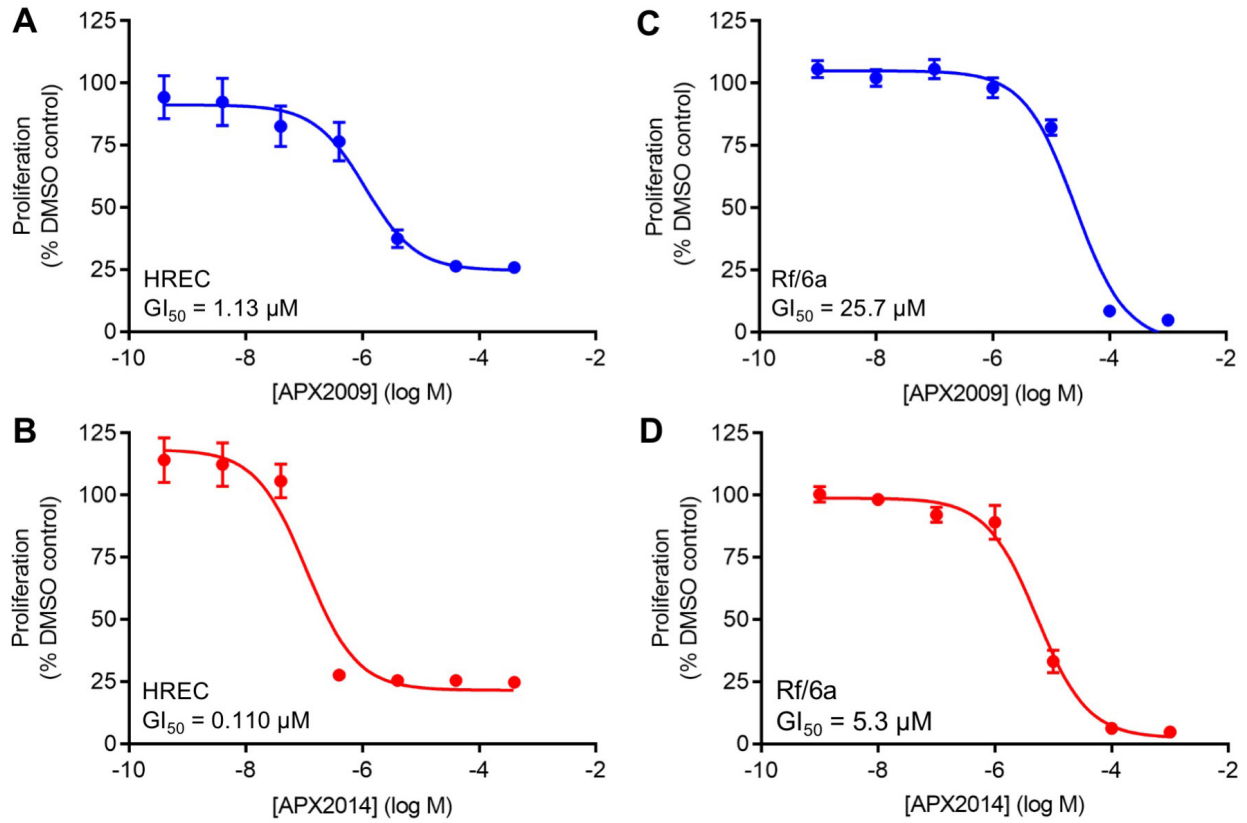 A
125
100
75
50
25
0
Proliferation
(% DMSO control)
HREC
GI₅₀ = 1.13 µM
-10
-8
-6
-4
-2
[APX2009] (log M)
C
125
100
75
50
25
0
Proliferation
(% DMSO control)
Rf/6a
GI₅₀ = 25.7 µM
-10
-8
-6
-4
-2
[APX2009] (log M)
B
125
100
75
50
25
0
Proliferation
(% DMSO control)
HREC
GI₅₀ = 0.110 µM
-10
-8
-6
-4
-2
[APX2014] (log M)
D
125
100
75
50
25
0
Proliferation
(% DMSO control)
Rf/6a
GI₅₀ = 5.3 µM
-10
-8
-6
-4
-2
[APX2014] (log M)